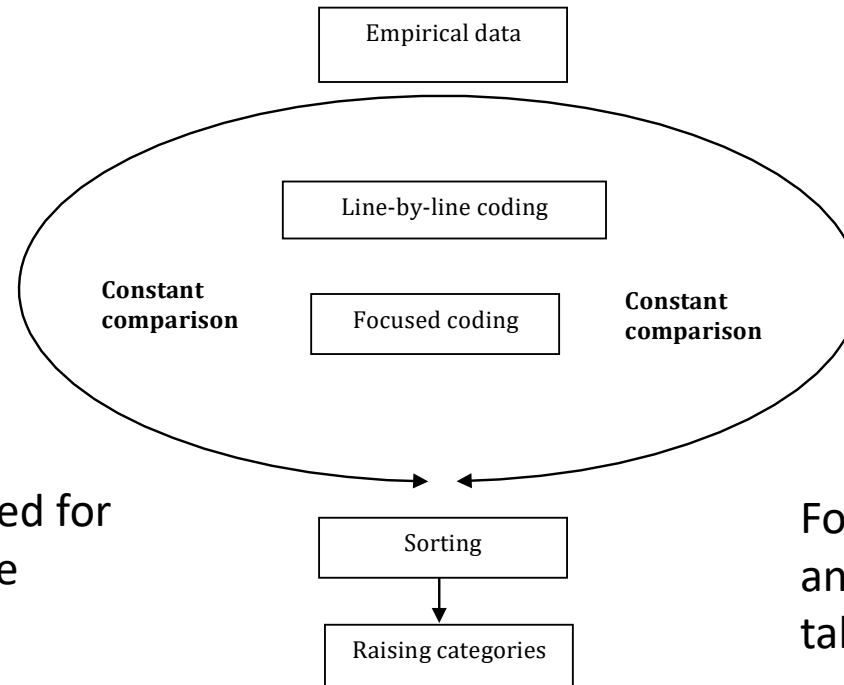 Empirical data
Line-by-line coding
Constant
comparison
Focused coding
Constant
comparison
ed for
e
Sorting
Fo
an
tal
Raising categories